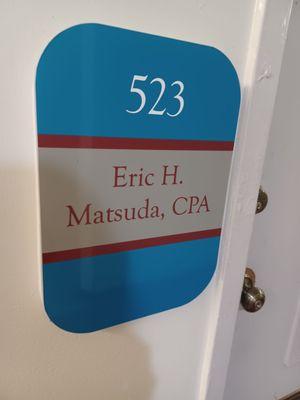 523
Eric H.
Matsuda, CPA